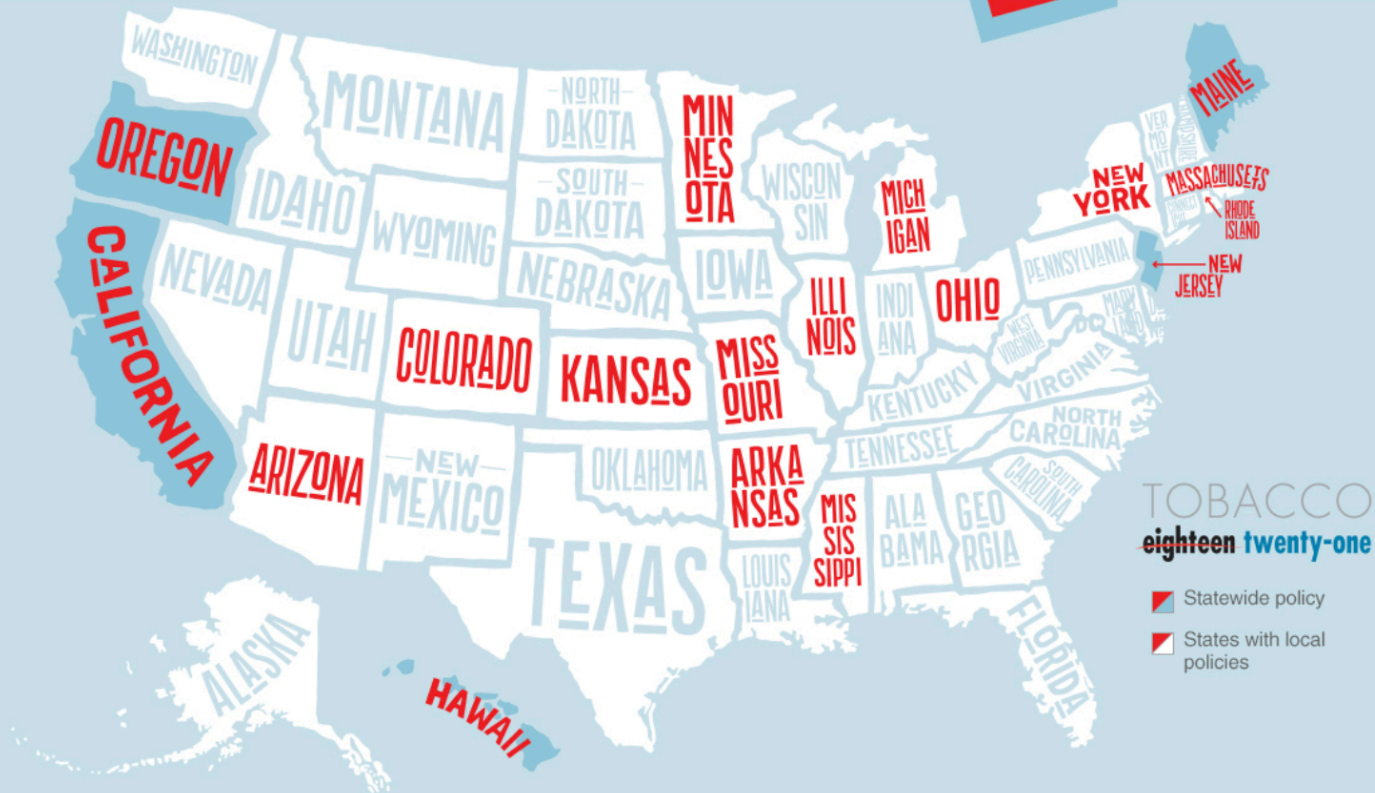 WASHINGTON
MONTANA
NORTH
DAKOTA
MIN
NES
OTA
MAINE
OREGON
IDAHO
WYOMING
SOUTH
DAKOTA
WISCON
SIN
MICH
IGAN
NEW
YORK
VER
MO
NT
MASSACHUSETS
RHODE
ISLAND
CALIFORNIA
NEVADA
UTAH
COLORADO
NEBRASKA
KANSAS
IOWA
MISS
OURI
ILLI
NOIS
INDI
ANA
OHIO
PENNSYLVANIA
NEW
JERSEY
WEST
VIRGINIA
VIRGINIA
KENTUCKY
ARIZONA
NEW
MEXICO
OKLAHOMA
ARKA
NSAS
TENNESSEE
NORTH
CAROLINA
SOUTH
CAROLINA
TEXAS
LOUIS
IANA
MIS
SIS
SIPPI
ALA
BAMA
GEO
RGIA
FLORIDA
ALASKA
HAWAII
TOBACCO
eighteen twenty-one
Statewide policy
States with local
policies